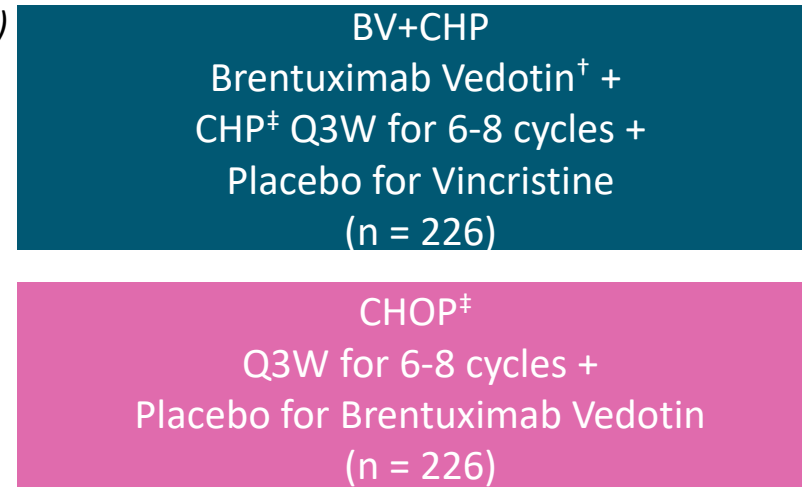 )
BV+CHP
Brentuximab Vedotin† +
CHP‡ Q3W for 6-8 cycles +
Placebo for Vincristine
(n = 226)
CHOP‡
Q3W for 6-8 cycles +
Placebo for Brentuximab Vedotin
(n = 226)